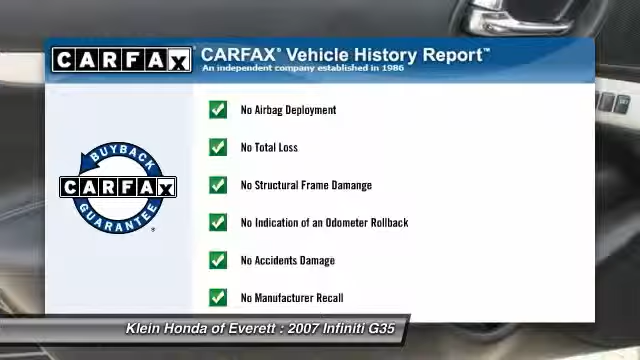 CARFAX
CARFAX® Vehicle History Report™
An independent company established in 1986
No Airbag Deployment
No Total Loss
No Structural Frame Damange
No Indication of an Odometer Rollback
No Accidents Damage
No Manufacturer Recall
BUYBACK
CARFAX
GUARANTEE®
Klein Honda of Everett : 2007 Infiniti G35